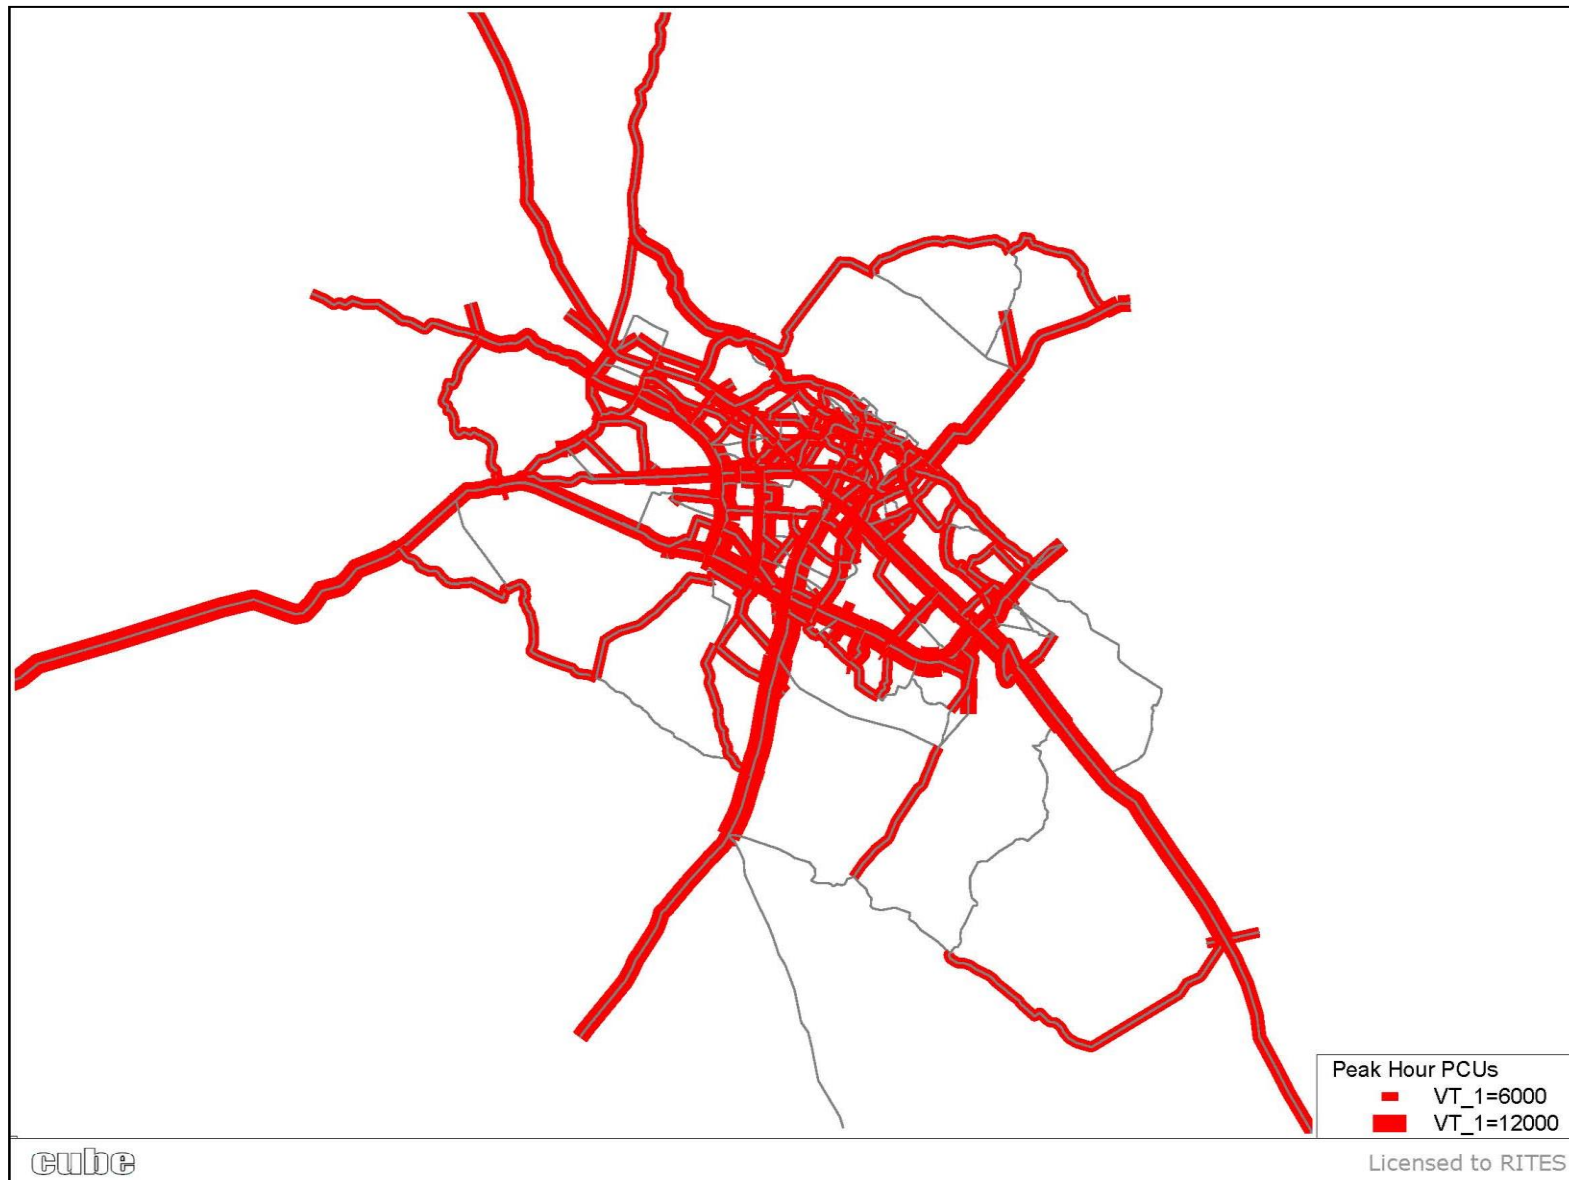 Peak Hour PCUs
VT_1=6000
VT_1=12000
cube
Licensed to RITES